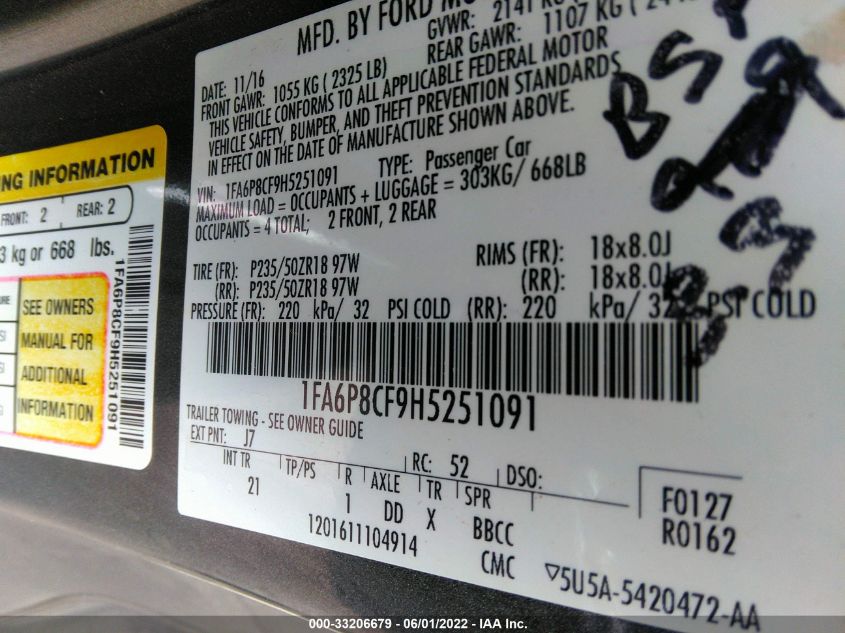 MFD. BY FORD MO
GVWR: 2141 KG
REAR GAWR: 1107 KG
DATE: 11/16
FRONT GAWR: 1055 KG ( 2325 LB)
THIS VEHICLE CONFORMS TO ALL APPLICABLE FEDERAL MOTOR
VEHICLE SAFETY, BUMPER, AND THEFT PREVENTION STANDARDS
IN EFFECT ON THE DATE OF MANUFACTURE SHOWN ABOVE.
VIN: 1FA6P8CF9H5251091 TYPE: Passenger Car
MAXIMUM LOAD = OCCUPANTS + LUGGAGE = 303KG/ 668LB
OCCUPANTS = 4 TOTAL; 2 FRONT, 2 REAR
TIRE (FR): P235/50ZR18 97W RIMS (FR): 18x8.0J
(RR): P235/50ZR18 97W (RR): 18x8.0J
PRESSURE (FR): 220 kPa/ 32 PSI COLD (RR): 220 kPa/ 32 PSI COLD
1FA6P8CF9H5251091
TRAILER TOWING - SEE OWNER GUIDE
EXT PNT: J7 RC: 52 DSO:
INT TR TP/PS R AXLE TR SPR
21 1 DD X BBCC
1201611104914 CMC
F0127
R0162
▽5U5A-5420472-AA
NG INFORMATION
FRONT: 2 REAR: 2
3 kg or 668 lbs.
SEE OWNERS
MANUAL FOR
ADDITIONAL
INFORMATION
1FA6P8CF9H5251091
000-33206679 - 06/01/2022 - IAAI.com